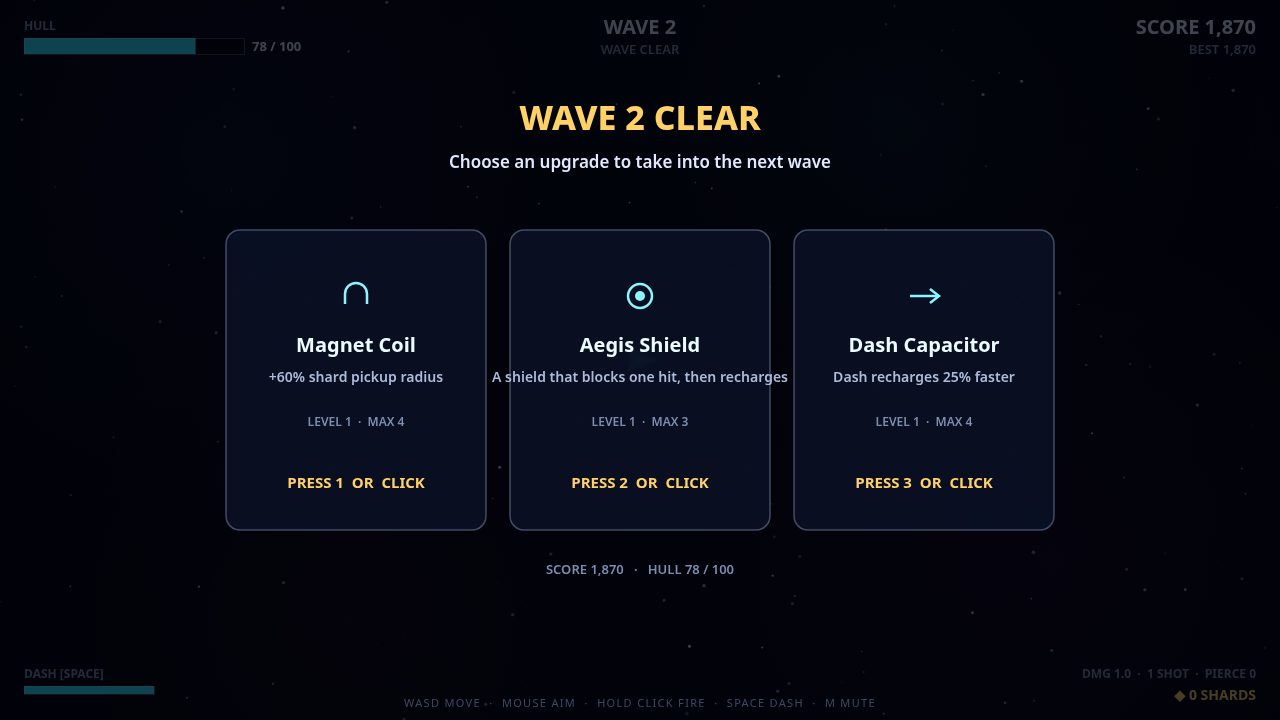 HULL
78 / 100
WAVE 2
WAVE CLEAR
SCORE 1,870
BEST 1,870
WAVE 2 CLEAR
Choose an upgrade to take into the next wave
Magnet Coil
+60% shard pickup radius
LEVEL 1 · MAX 4
PRESS 1 OR CLICK
Aegis Shield
A shield that blocks one hit, then recharges
LEVEL 1 · MAX 3
PRESS 2 OR CLICK
Dash Capacitor
Dash recharges 25% faster
LEVEL 1 · MAX 4
PRESS 3 OR CLICK
SCORE 1,870 · HULL 78 / 100
DASH [SPACE]
WASD MOVE · MOUSE AIM · HOLD CLICK FIRE · SPACE DASH · M MUTE
DMG 1.0 · 1 SHOT · PIERCE 0
◆ 0 SHARDS